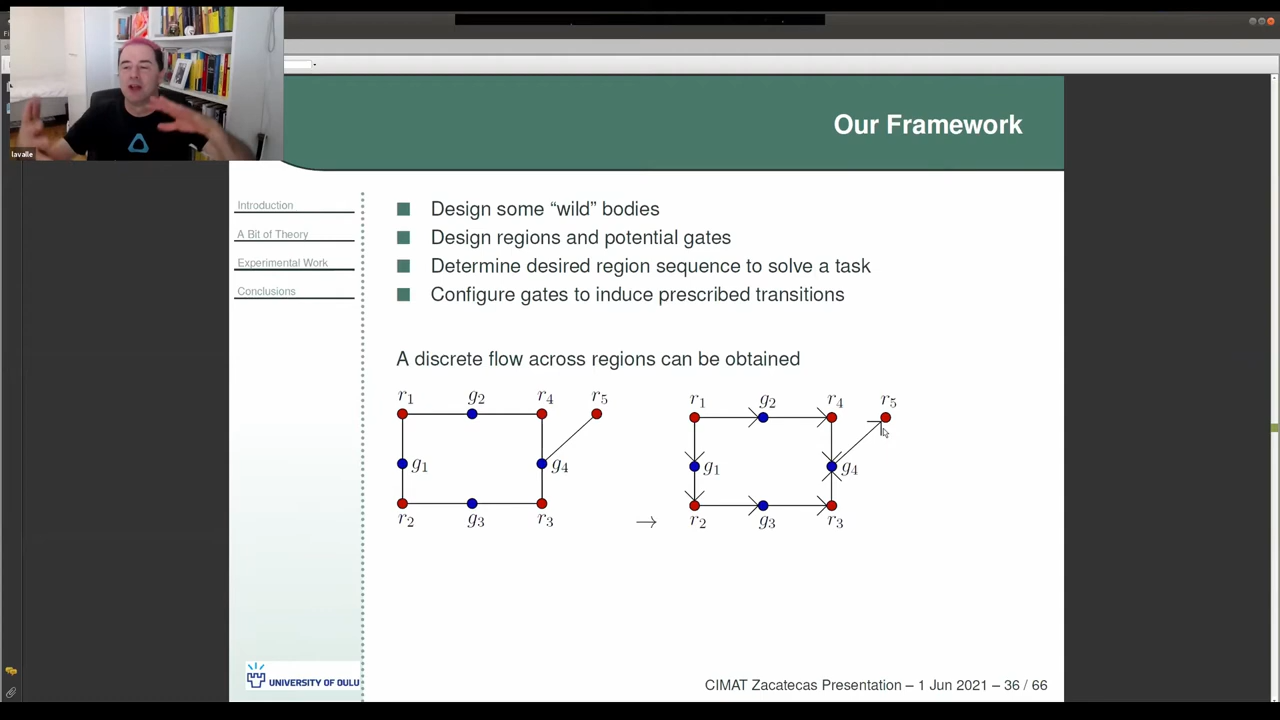 lavalle
Our Framework
Introduction
A Bit of Theory
Experimental Work
Conclusions
■ Design some “wild” bodies
■ Design regions and potential gates
■ Determine desired region sequence to solve a task
■ Configure gates to induce prescribed transitions
A discrete flow across regions can be obtained
r1 g2 r4 r5
g1 g4
r2 g3 r3
→
r1 g2 r4 r5
g1 g4
r2 g3 r3
UNIVERSITY OF OULU
CIMAT Zacatecas Presentation – 1 Jun 2021 – 36 / 66